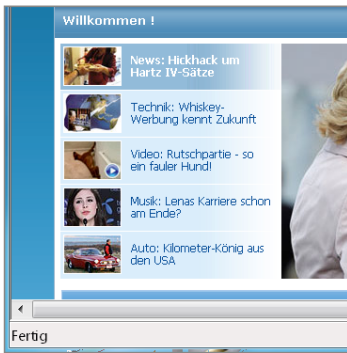 Willkommen !
News: Hickhack um
Hartz IV-Sätze
Technik: Whiskey-
Werbung kennt Zukunft
Video: Rutschpartie - so
ein fauler Hund!
Musik: Lenas Karriere schon
am Ende?
Auto: Kilometer-König aus
den USA
Fertig